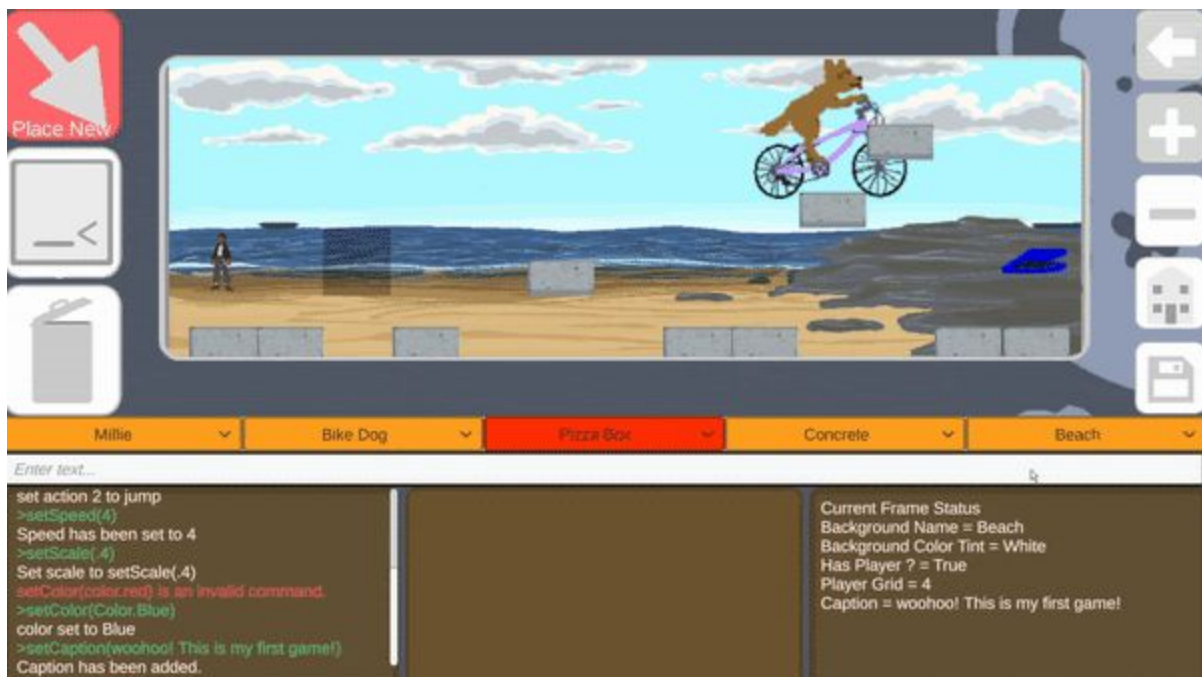 Place New
Millie
Bike Dog
Pizza Box
Concrete
Beach
Enter text...
set action 2 to jump
>setSpeed(4)
Speed has been set to 4
>setScale(.4)
Set scale to setScale(.4)
setColor(color.red) is an invalid command.
>setColor(Color.Blue)
color set to Blue
>setCaption(woohoo! This is my first game!)
Caption has been added.
Current Frame Status
Background Name = Beach
Background Color Tint = White
Has Player ? = True
Player Grid = 4
Caption = woohoo! This is my first game!